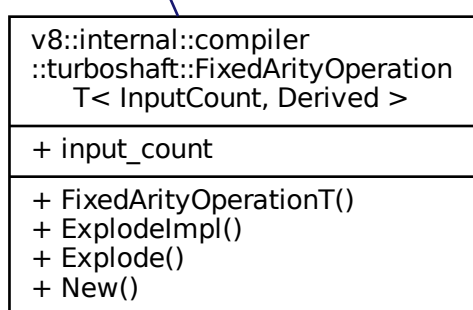 v8::internal::compiler
::turboshaft::FixedArityOperation
T< InputCount, Derived >
+ input_count
+ FixedArityOperationT()
+ ExplodeImpl()
+ Explode()
+ New()